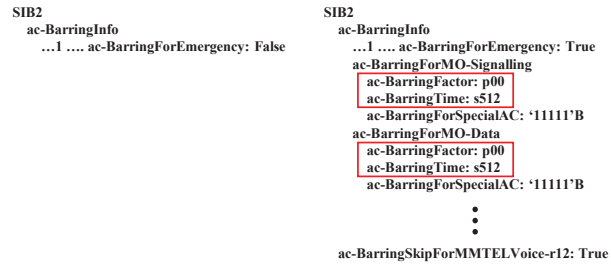 SIB2
ac-BarringInfo
…1 …. ac-BarringForEmergency: False
SIB2
ac-BarringInfo
…1 …. ac-BarringForEmergency: True
ac-BarringForMO-Signalling
ac-BarringFactor: p00
ac-BarringTime: s512
ac-BarringForSpecialAC: ‘11111’B
ac-BarringForMO-Data
ac-BarringFactor: p00
ac-BarringTime: s512
ac-BarringForSpecialAC: ‘11111’B
ac-BarringSkipForMMTELVoice-r12: True